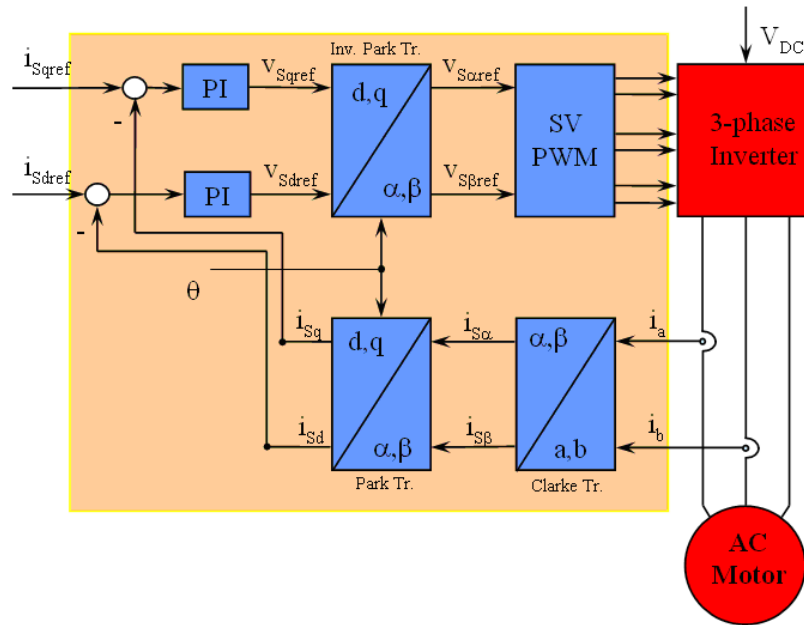 Inv. Park Tr.
V_DC
i_Sqref
PI
v_Sqref
d,q
α,β
v_Sαref
SV
PWM
3-phase
Inverter
-
i_Sdref
PI
v_Sdref
v_Sβref
-
θ
i_Sq
d,q
α,β
i_Sα
α,β
a,b
i_a
i_Sd
i_Sβ
i_b
Park Tr.
Clarke Tr.
AC
Motor